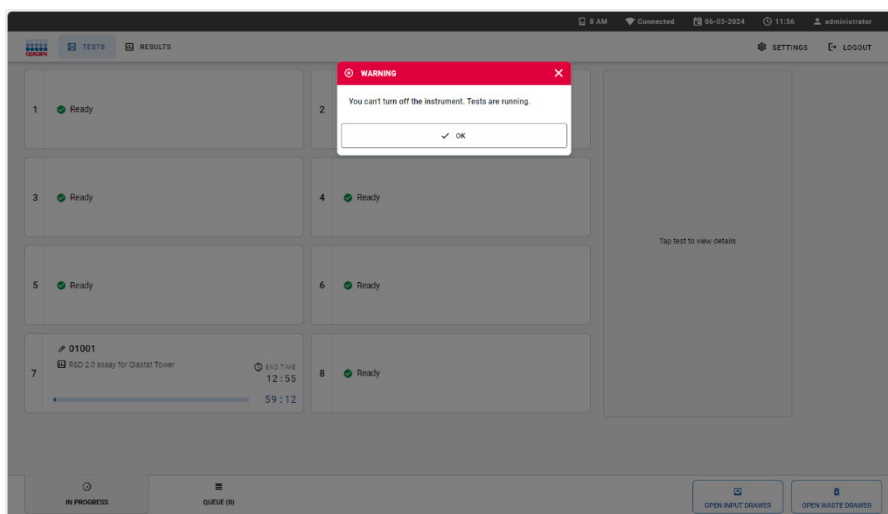 8 AM Connected 06-03-2024 11:56 administrator
QIAGEN TESTS RESULTS SETTINGS LOGOUT
WARNING
You can't turn off the instrument. Tests are running.
OK
1 Ready
2
3 Ready
4 Ready
Tap test to view details
5 Ready
6 Ready
7
01001
R&D 2.0 assay for Qiastat Tower
END TIME
12:55
59:12
8 Ready
IN PROGRESS
QUEUE (0)
OPEN INPUT DRAWER
OPEN WASTE DRAWER